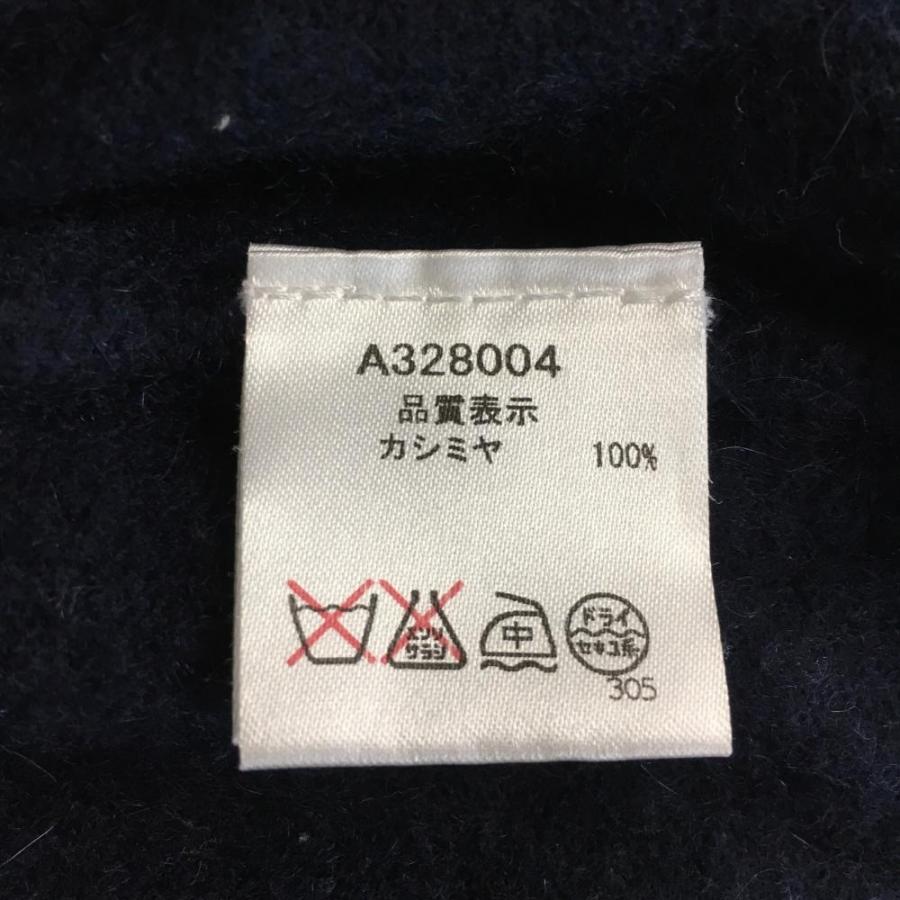 A328004
品質表示
カシミヤ 100%
エンソ
サラシ
中
ドライ
セキユ系
305